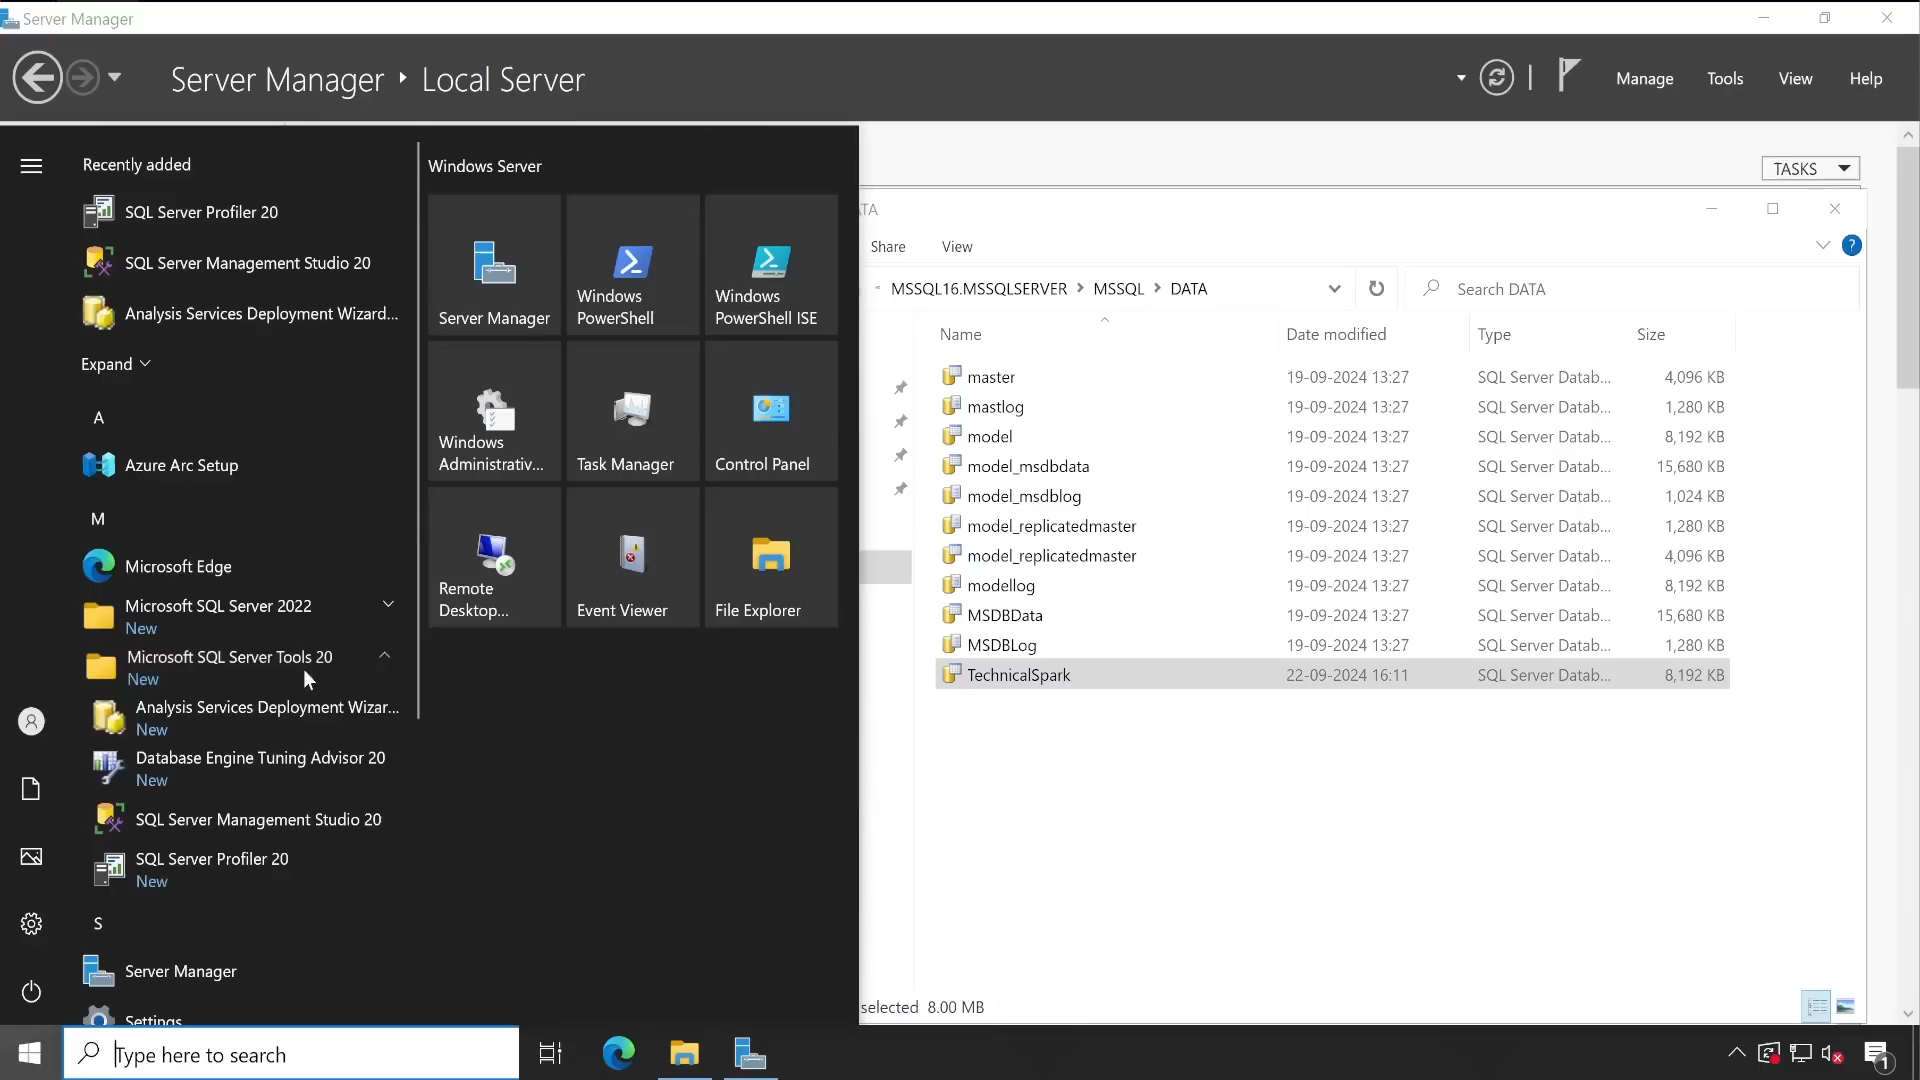 Server Manager
Server Manager ‣ Local Server
Manage
Tools
View
Help
Recently added
SQL Server Profiler 20
SQL Server Management Studio 20
Analysis Services Deployment Wizard...
Expand
A
Azure Arc Setup
M
Microsoft Edge
Microsoft SQL Server 2022
New
Microsoft SQL Server Tools 20
New
Analysis Services Deployment Wizar...
New
Database Engine Tuning Advisor 20
New
SQL Server Management Studio 20
SQL Server Profiler 20
New
S
Server Manager
Settings
Windows Server
Server Manager
Windows PowerShell
Windows PowerShell ISE
Windows Administrativ...
Task Manager
Control Panel
Remote Desktop...
Event Viewer
File Explorer
TASKS
TA
Share
View
?
« MSSQL16.MSSQLSERVER > MSSQL > DATA
Search DATA
Name Date modified Type Size
master 19-09-2024 13:27 SQL Server Datab... 4,096 KB
mastlog 19-09-2024 13:27 SQL Server Datab... 1,280 KB
model 19-09-2024 13:27 SQL Server Datab... 8,192 KB
model_msdbdata 19-09-2024 13:27 SQL Server Datab... 15,680 KB
model_msdblog 19-09-2024 13:27 SQL Server Datab... 1,024 KB
model_replicatedmaster 19-09-2024 13:27 SQL Server Datab... 1,280 KB
model_replicatedmaster 19-09-2024 13:27 SQL Server Datab... 4,096 KB
modellog 19-09-2024 13:27 SQL Server Datab... 8,192 KB
MSDBData 19-09-2024 13:27 SQL Server Datab... 15,680 KB
MSDBLog 19-09-2024 13:27 SQL Server Datab... 1,280 KB
TechnicalSpark 22-09-2024 16:11 SQL Server Datab... 8,192 KB
selected 8.00 MB
Type here to search
1